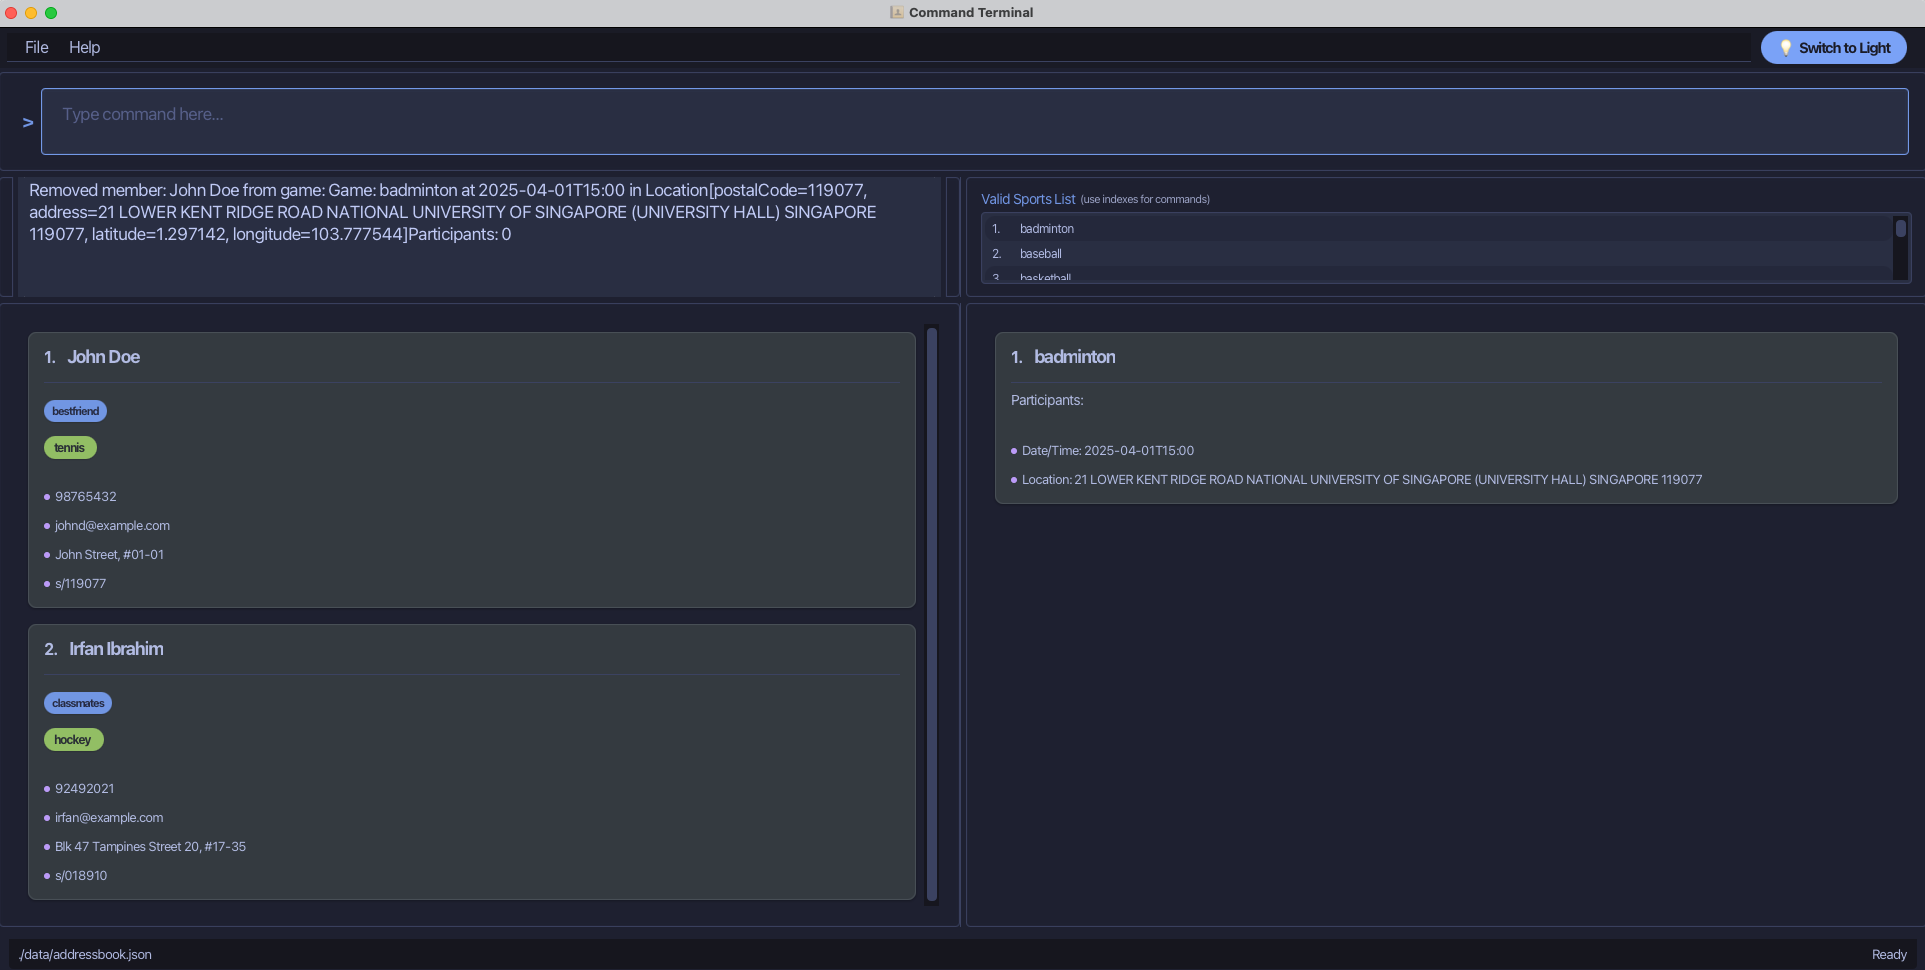 Command Terminal
File Help
Switch to Light
>
Type command here...
Removed member: John Doe from game: Game: badminton at 2025-04-01T15:00 in Location[postalCode=119077,
address=21 LOWER KENT RIDGE ROAD NATIONAL UNIVERSITY OF SINGAPORE (UNIVERSITY HALL) SINGAPORE
119077, latitude=1.297142, longitude=103.777544]Participants: 0
Valid Sports List (use indexes for commands)
1. badminton
2. baseball
3. basketball
1. John Doe
bestfriend
tennis
98765432
johnd@example.com
John Street, #01-01
s/119077
2. Irfan Ibrahim
classmates
hockey
92492021
irfan@example.com
Blk 47 Tampines Street 20, #17-35
s/018910
1. badminton
Participants:
Date/Time: 2025-04-01T15:00
Location: 21 LOWER KENT RIDGE ROAD NATIONAL UNIVERSITY OF SINGAPORE (UNIVERSITY HALL) SINGAPORE 119077
./data/addressbook.json
Ready